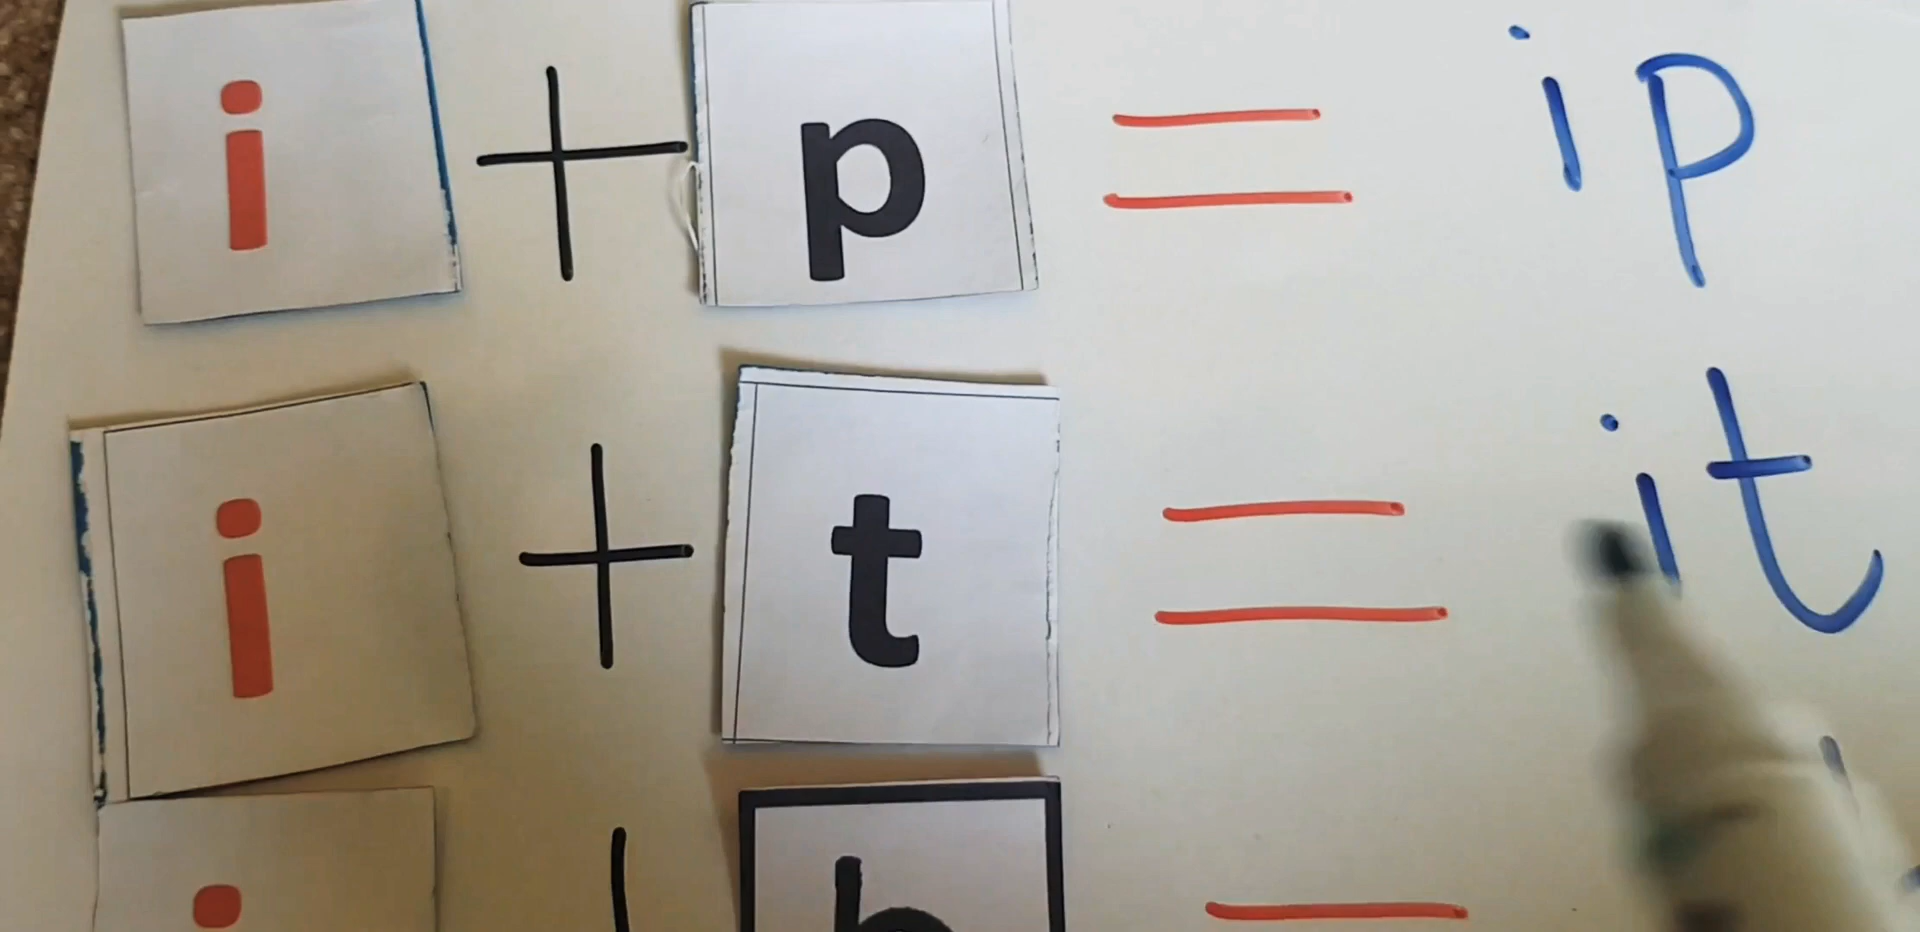 i + p = ip
i + t = it